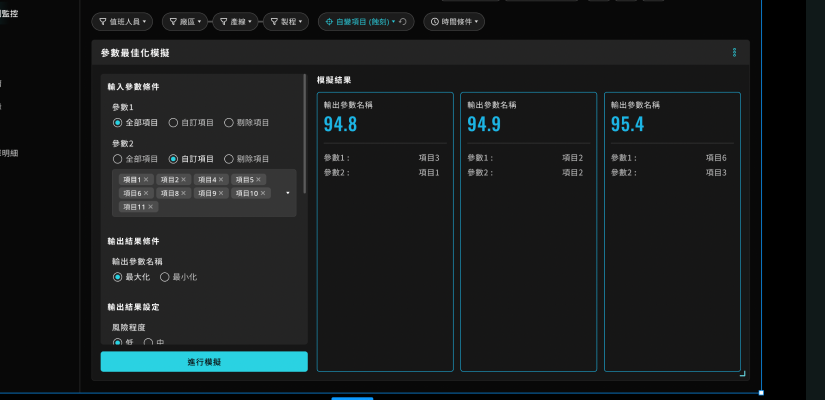 監控
明細
值班人員
廠區
產線
製程
自變項目 (蝕刻)
時間條件
參數最佳化模擬
輸入參數條件
參數1
全部項目 自訂項目 剔除項目
參數2
全部項目 自訂項目 剔除項目
項目1 × 項目2 × 項目4 × 項目5 ×
項目6 × 項目8 × 項目9 × 項目10 ×
項目11 ×
輸出結果條件
輸出參數名稱
最大化 最小化
輸出結果設定
風險程度
低 中
進行模擬
模擬結果
輸出參數名稱
94.8
參數1： 項目3
參數2： 項目1
輸出參數名稱
94.9
參數1： 項目2
參數2： 項目2
輸出參數名稱
95.4
參數1： 項目6
參數2： 項目3